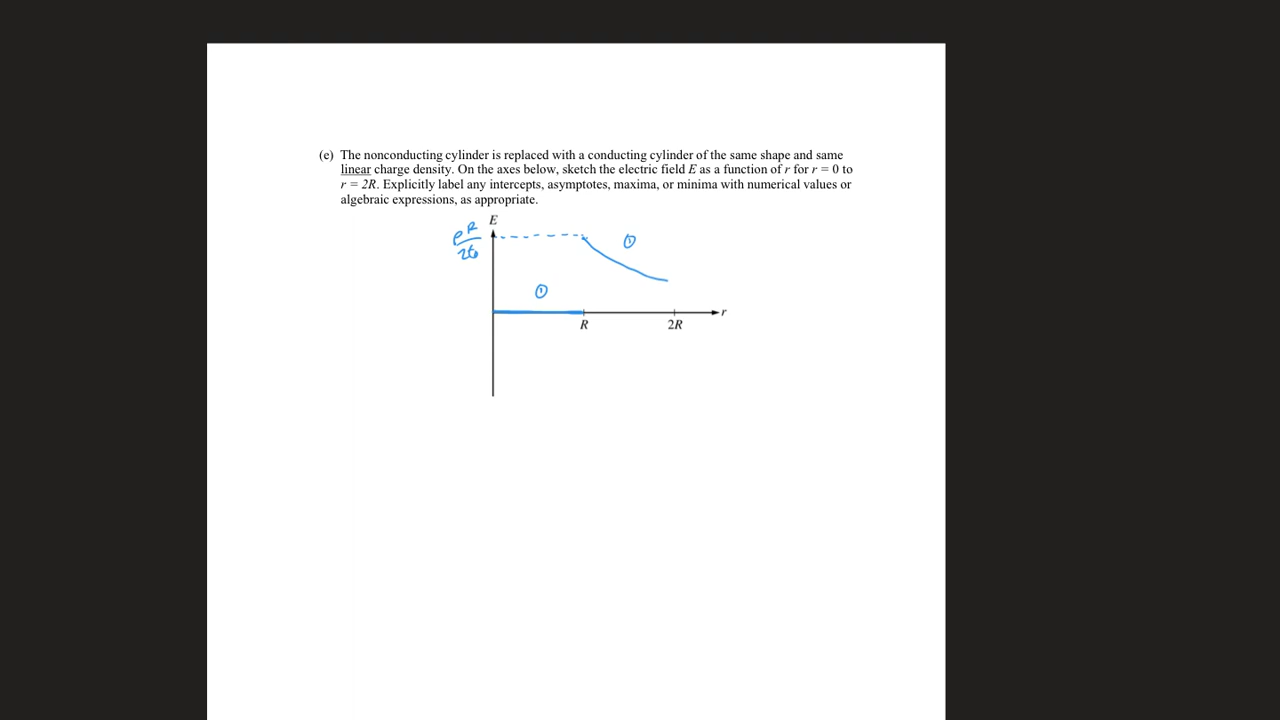 (e) The nonconducting cylinder is replaced with a conducting cylinder of the same shape and same
linear charge density. On the axes below, sketch the electric field E as a function of r for r = 0 to
r = 2R. Explicitly label any intercepts, asymptotes, maxima, or minima with numerical values or
algebraic expressions, as appropriate.
E
ρR
2ε₀
①
①
r
R
2R